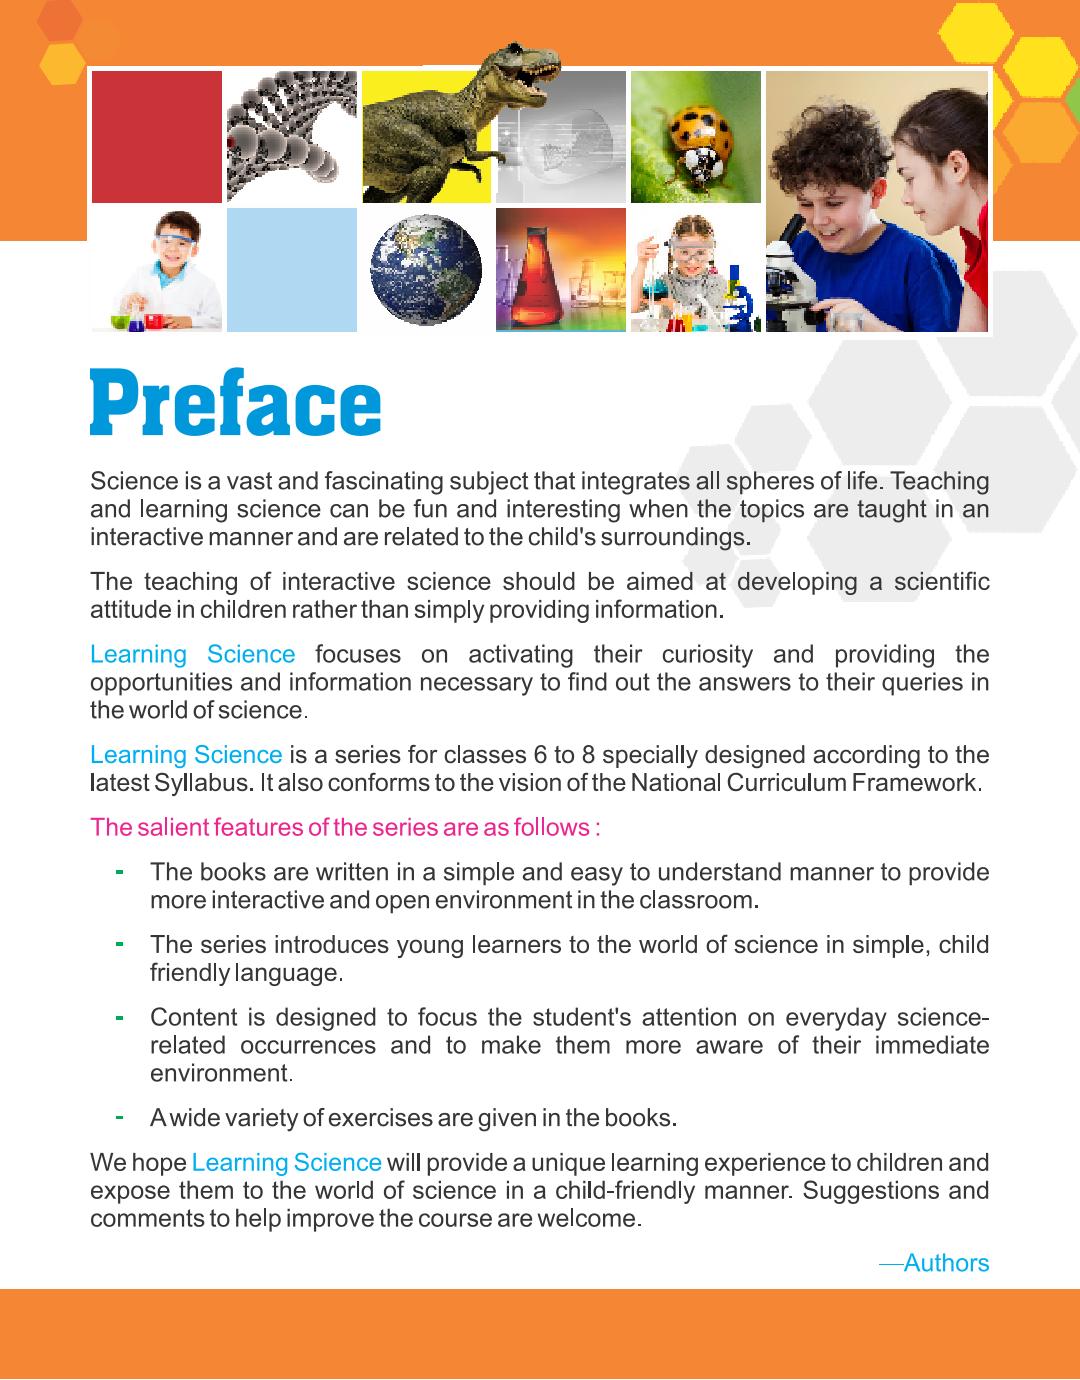 Preface
Science is a vast and fascinating subject that integrates all spheres of life. Teaching
and learning science can be fun and interesting when the topics are taught in an
interactive manner and are related to the child's surroundings.
The teaching of interactive science should be aimed at developing a scientific
attitude in children rather than simply providing information.
Learning Science focuses on activating their curiosity and providing the
opportunities and information necessary to find out the answers to their queries in
the world of science.
Learning Science is a series for classes 6 to 8 specially designed according to the
latest Syllabus. It also conforms to the vision of the National Curriculum Framework.
The salient features of the series are as follows :
- The books are written in a simple and easy to understand manner to provide
more interactive and open environment in the classroom.
- The series introduces young learners to the world of science in simple, child
friendly language.
- Content is designed to focus the student's attention on everyday science-
related occurrences and to make them more aware of their immediate
environment.
- A wide variety of exercises are given in the books.
We hope Learning Science will provide a unique learning experience to children and
expose them to the world of science in a child-friendly manner. Suggestions and
comments to help improve the course are welcome.
—Authors